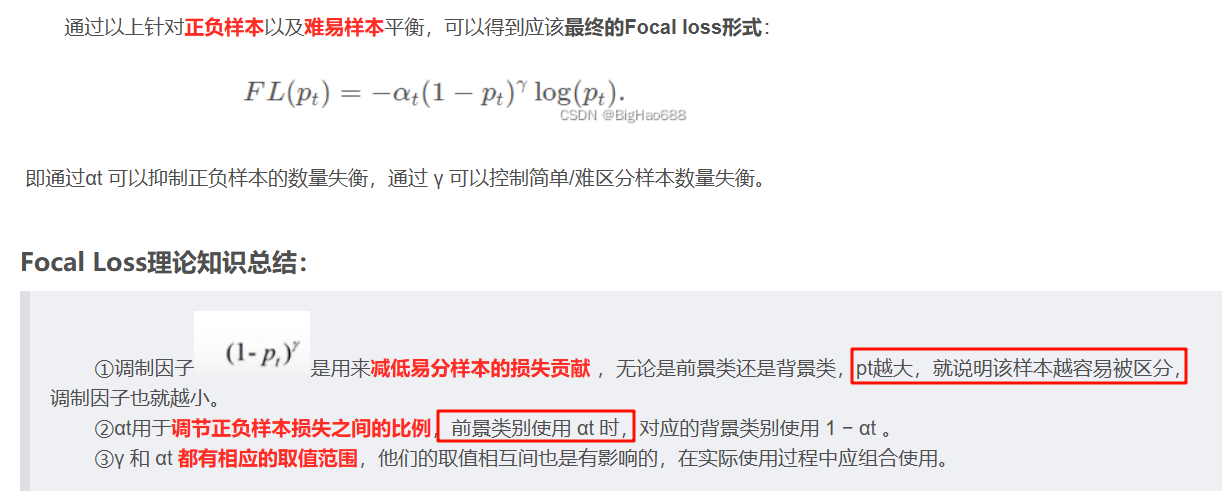 通过以上针对正负样本以及难易样本平衡，可以得到应该最终的Focal loss形式：
FL(pₜ) = −αₜ(1 − pₜ)^γ log(pₜ).
CSDN @BigHao688
即通过αt 可以抑制正负样本的数量失衡，通过 γ 可以控制简单/难区分样本数量失衡。
Focal Loss理论知识总结：
①调制因子 (1- pₜ)^γ 是用来减低易分样本的损失贡献 ，无论是前景类还是背景类，pt越大，就说明该样本越容易被区分，
调制因子也就越小。
②αt用于调节正负样本损失之间的比例，前景类别使用 αt 时，对应的背景类别使用 1 − αt 。
③γ 和 αt 都有相应的取值范围，他们的取值相互间也是有影响的，在实际使用过程中应组合使用。